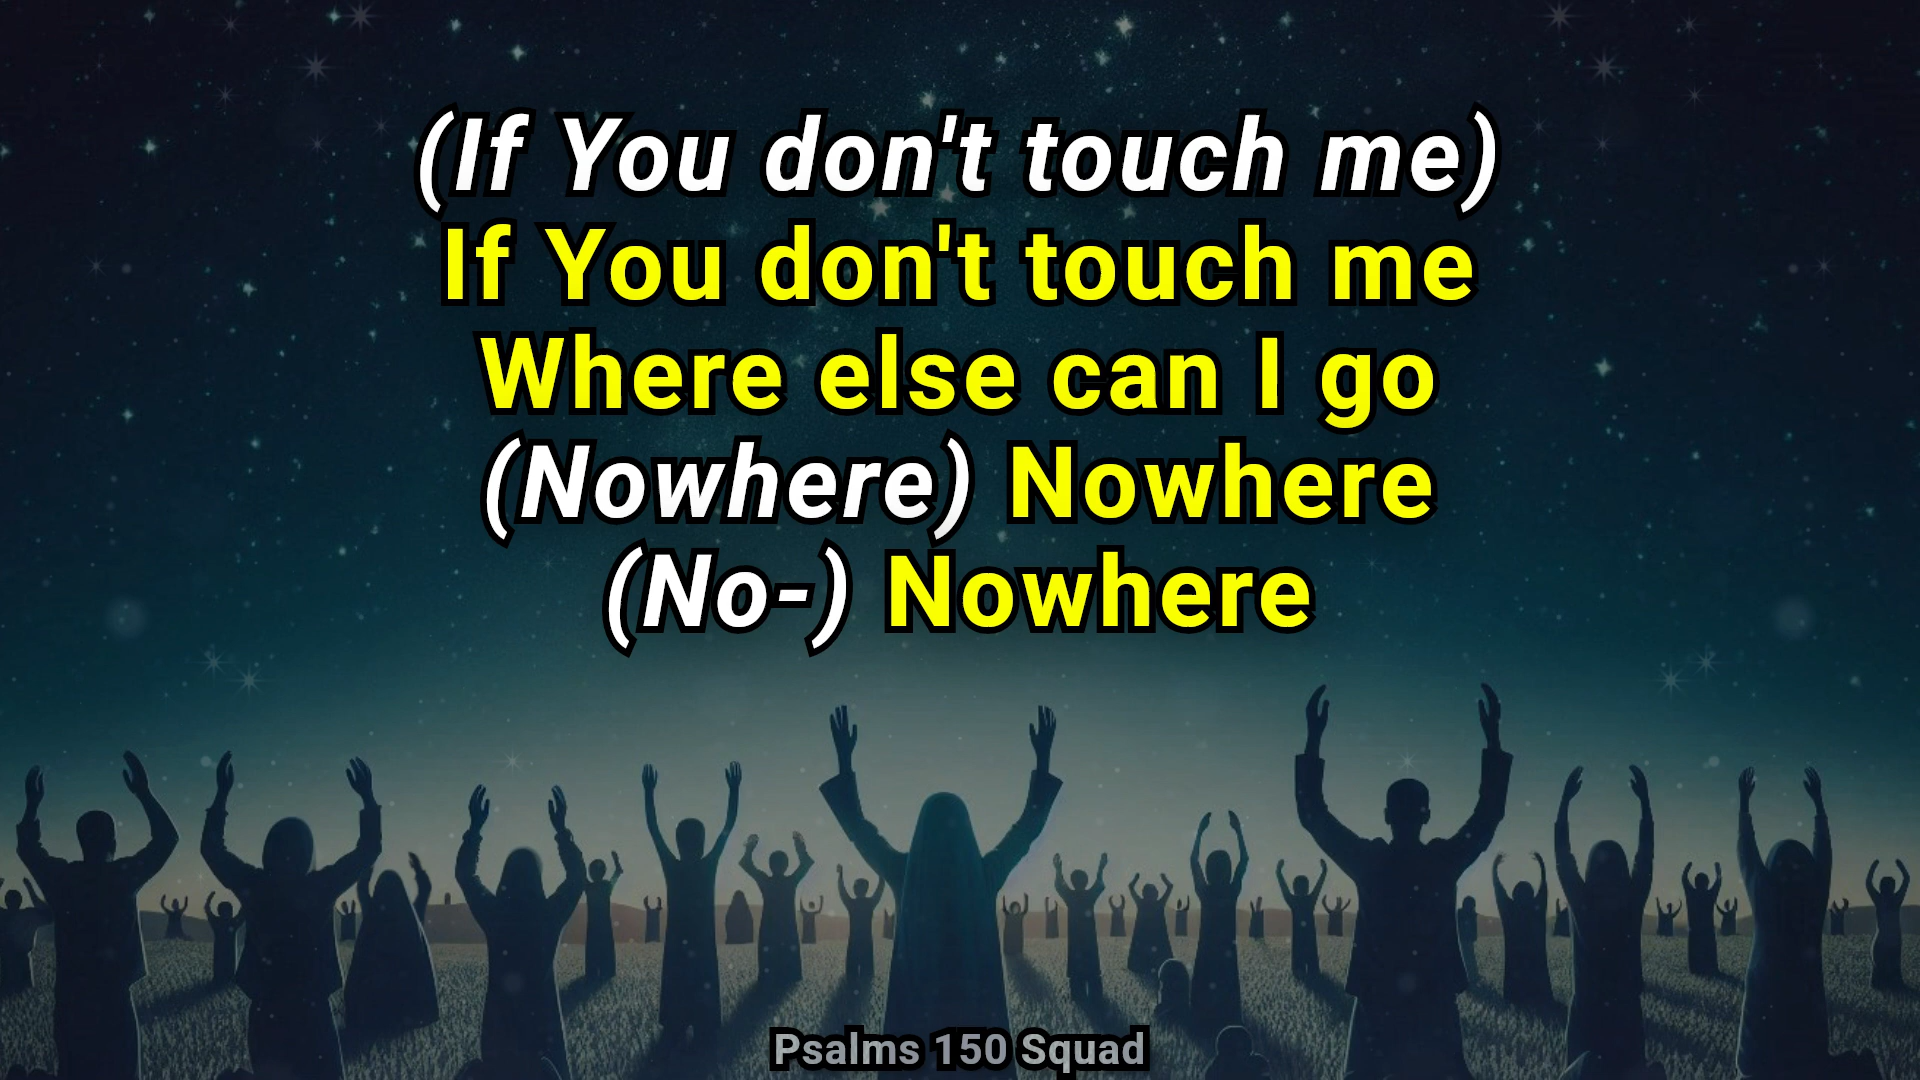 (If You don't touch me)
If You don't touch me
Where else can I go
(Nowhere) Nowhere
(No-) Nowhere
Psalms 150 Squad